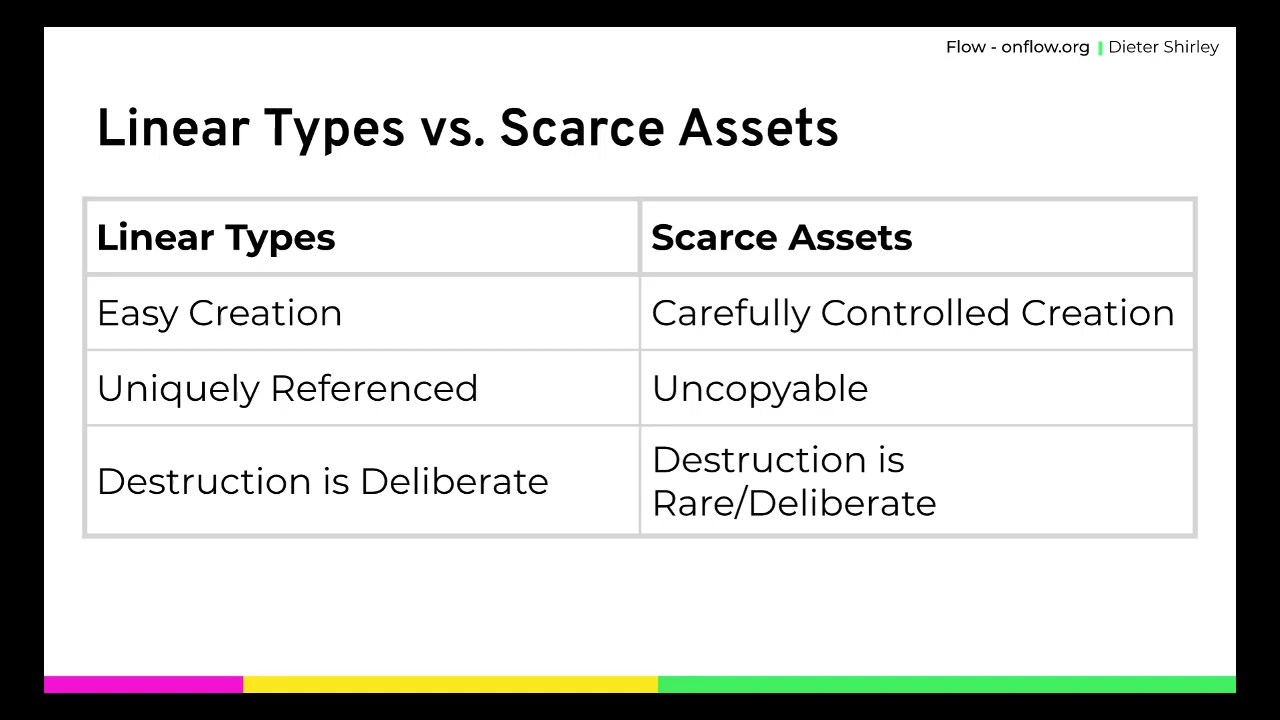 Flow - onflow.org | Dieter Shirley
Linear Types vs. Scarce Assets
Linear Types
Scarce Assets
Easy Creation
Carefully Controlled Creation
Uniquely Referenced
Uncopyable
Destruction is Deliberate
Destruction is
Rare/Deliberate